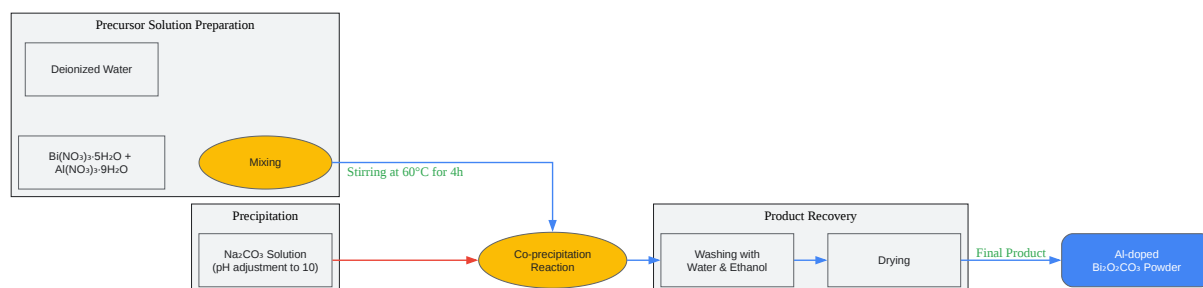 Precursor Solution Preparation
Deionized Water
Bi(NO₃)₃·5H₂O +
Al(NO₃)₃·9H₂O
Mixing
Stirring at 60°C for 4h
Precipitation
Na₂CO₃ Solution
(pH adjustment to 10)
Co-precipitation
Reaction
Product Recovery
Washing with
Water & Ethanol
Drying
Final Product
Al-doped
Bi₂O₂CO₃ Powder